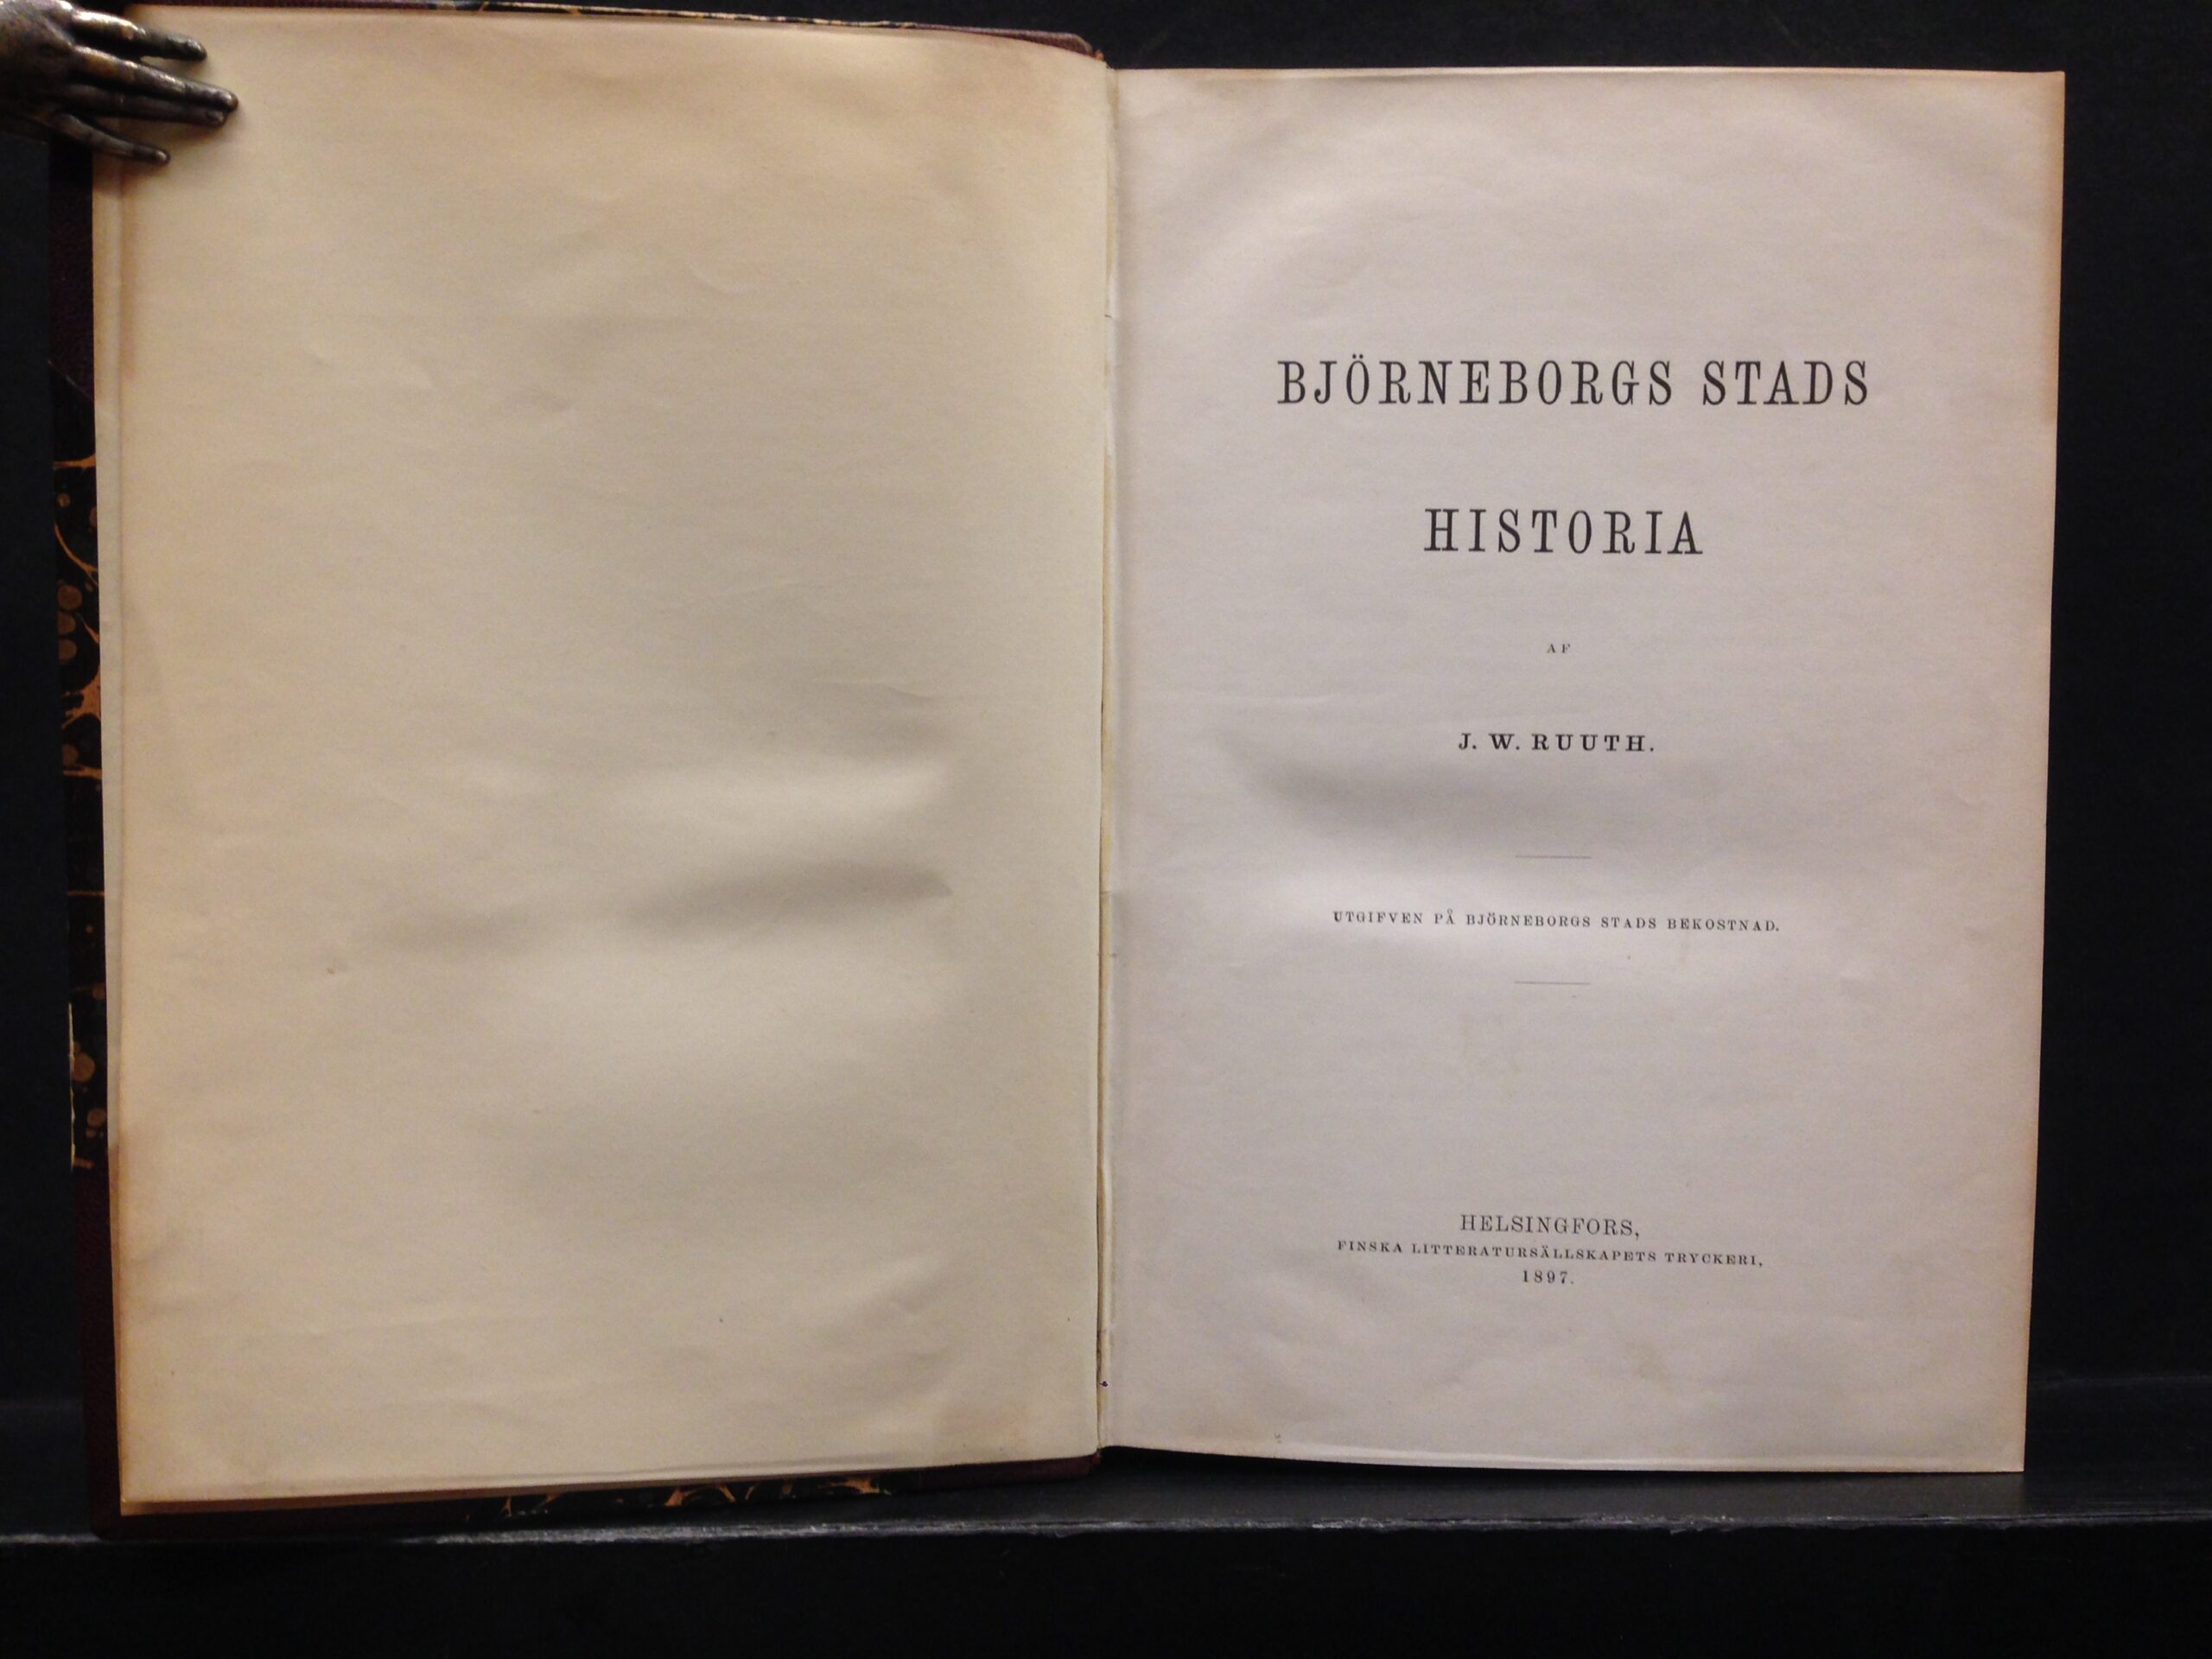 BJÖRNEBORGS STADS
HISTORIA
AF
J. W. RUUTH.
UTGIFVEN PÅ BJÖRNEBORGS STADS BEKOSTNAD.
HELSINGFORS,
FINSKA LITTERATURSÄLLSKAPETS TRYCKERI,
1897.